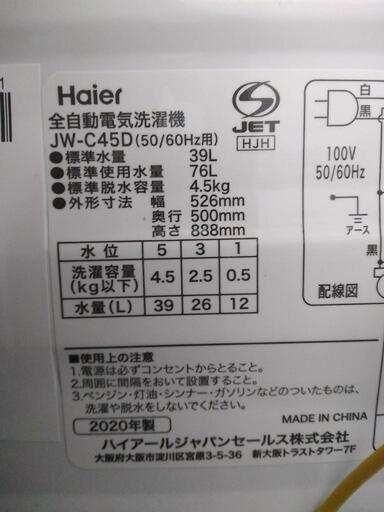 Haier
全自動電気洗濯機
JW-C45D(50/60Hz用)
●標準水量 39L
●標準使用水量 76L
●標準脱水容量 4.5kg
●外形寸法 幅 526mm
奥行 500mm
高さ 888mm
JET
HJH
白
黒
100V
50/60Hz
アース
黒
配線図
水位 5 3 1
洗濯容量(kg以下) 4.5 2.5 0.5
水量(L) 39 26 12
■使用上の注意
1.電源は必ずコンセントからとること。
2.周囲に間隔をおいて設置すること。
3.ベンジン・灯油・シンナー・ガソリンなどのついたものは、
洗濯や脱水をしないでください。
MADE IN CHINA
2020年製
ハイアールジャパンセールス株式会社
大阪府大阪市淀川区宮原3-5-36 新大阪トラストタワー7F